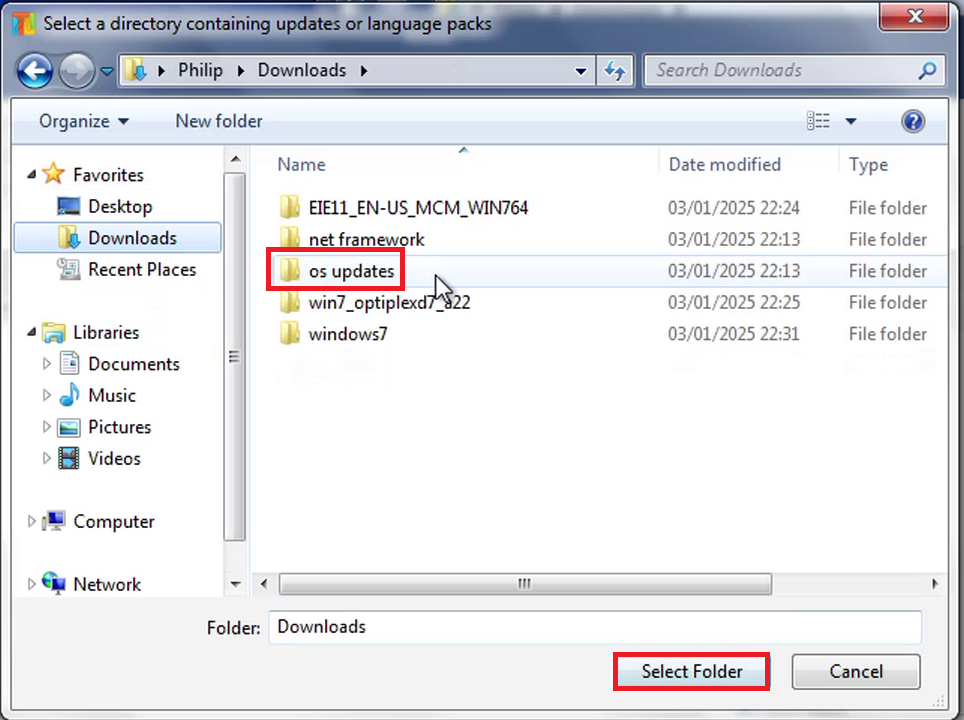 Select a directory containing updates or language packs
Philip Downloads
Search Downloads
Organize New folder
Name Date modified Type
Favorites
Desktop
Downloads
Recent Places
Libraries
Documents
Music
Pictures
Videos
Computer
Network
EIE11_EN-US_MCM_WIN764 03/01/2025 22:24 File folder
net framework 03/01/2025 22:13 File folder
os updates 03/01/2025 22:13 File folder
win7_optiplexd7_a22 03/01/2025 22:25 File folder
windows7 03/01/2025 22:31 File folder
Folder: Downloads
Select Folder Cancel